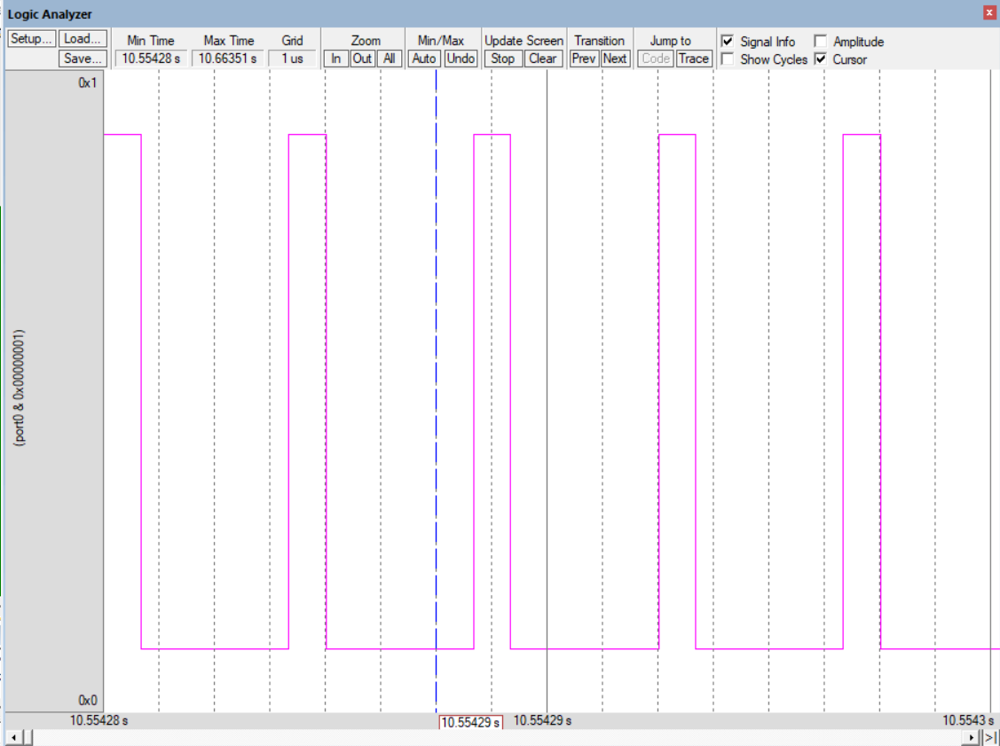 Logic Analyzer
Setup... Load... Min Time Max Time Grid Zoom Min/Max Update Screen Transition Jump to Signal Info Amplitude
Save... 10.55428 s 10.66351 s 1 us In Out All Auto Undo Stop Clear Prev Next Code Trace Show Cycles Cursor
0x1
(port0 & 0x00000001)
0x0
10.55428 s 10.55429 s 10.55429 s 10.5543 s
>|